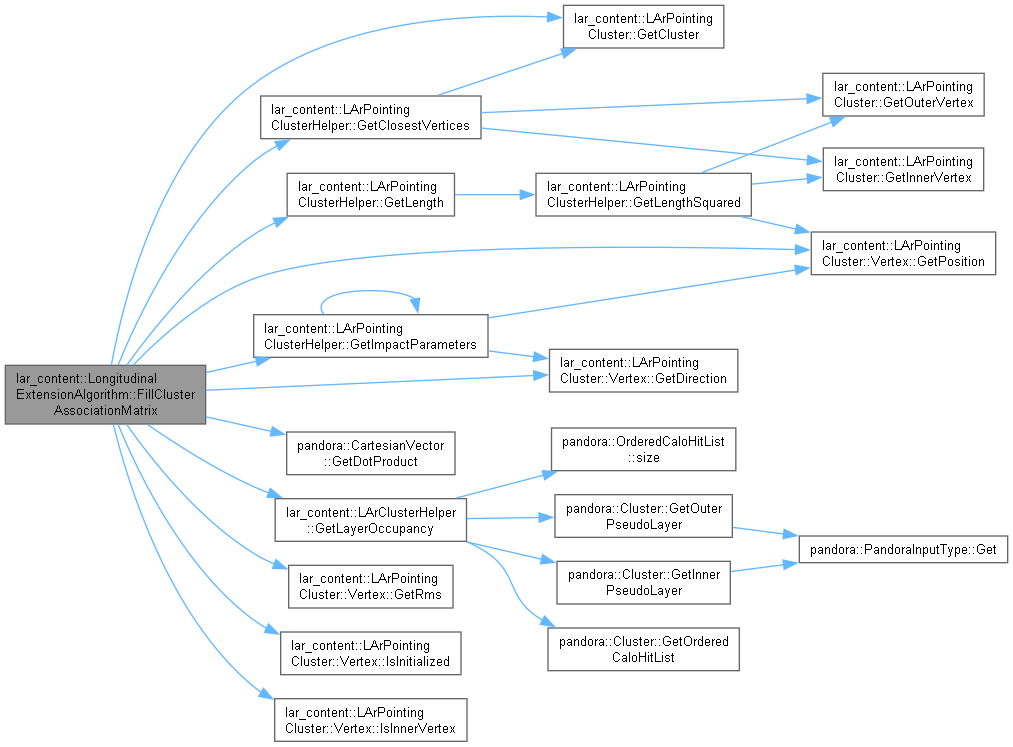 lar_content::LArPointing
Cluster::GetCluster
lar_content::LArPointing
Cluster::GetOuterVertex
lar_content::LArPointing
ClusterHelper::GetClosestVertices
lar_content::LArPointing
Cluster::GetInnerVertex
lar_content::LArPointing
ClusterHelper::GetLength
lar_content::LArPointing
ClusterHelper::GetLengthSquared
lar_content::LArPointing
Cluster::Vertex::GetPosition
lar_content::LArPointing
ClusterHelper::GetImpactParameters
lar_content::LArPointing
Cluster::Vertex::GetDirection
lar_content::Longitudinal
ExtensionAlgorithm::FillCluster
AssociationMatrix
pandora::CartesianVector
::GetDotProduct
pandora::OrderedCaloHitList
::size
lar_content::LArClusterHelper
::GetLayerOccupancy
pandora::Cluster::GetOuter
PseudoLayer
pandora::PandoraInputType::Get
pandora::Cluster::GetInner
PseudoLayer
lar_content::LArPointing
Cluster::Vertex::GetRms
pandora::Cluster::GetOrdered
CaloHitList
lar_content::LArPointing
Cluster::Vertex::IsInitialized
lar_content::LArPointing
Cluster::Vertex::IsInnerVertex